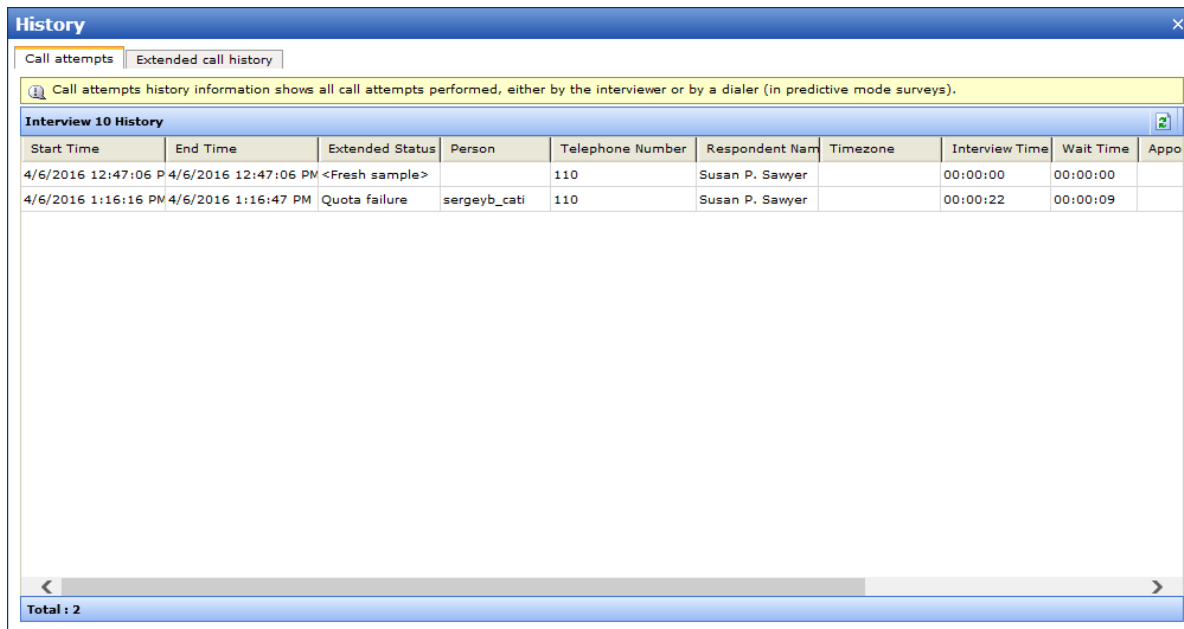 History
Call attempts Extended call history
Call attempts history information shows all call attempts performed, either by the interviewer or by a dialer (in predictive mode surveys).
Interview 10 History
Start Time End Time Extended Status Person Telephone Number Respondent Nam Timezone Interview Time Wait Time Appo
4/6/2016 12:47:06 P 4/6/2016 12:47:06 PM <Fresh sample> 110 Susan P. Sawyer 00:00:00 00:00:00
4/6/2016 1:16:16 PM 4/6/2016 1:16:47 PM Quota failure sergeyb_cati 110 Susan P. Sawyer 00:00:22 00:00:09
Total : 2